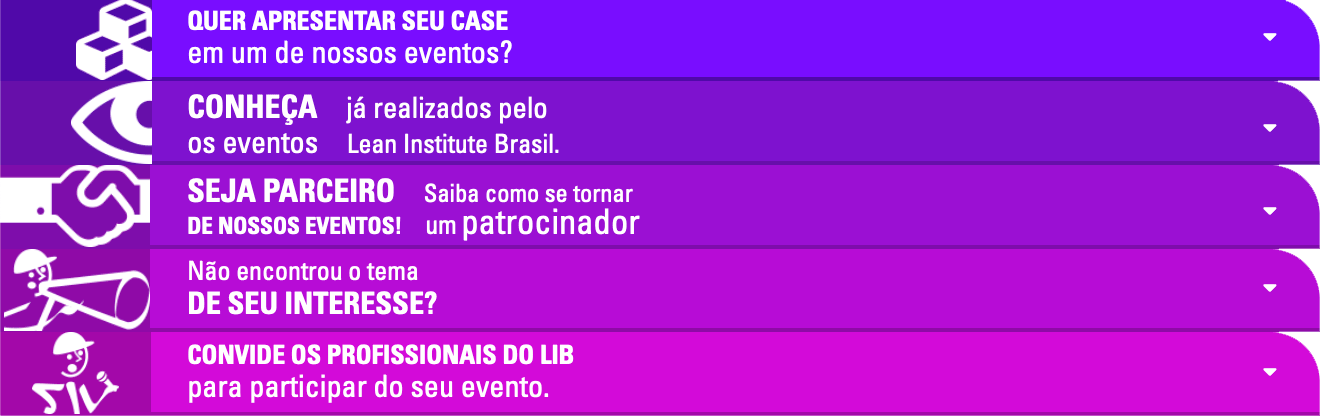 QUER APRESENTAR SEU CASE
em um de nossos eventos?
CONHEÇA já realizados pelo
os eventos Lean Institute Brasil.
SEJA PARCEIRO Saiba como se tornar
DE NOSSOS EVENTOS! um patrocinador
Não encontrou o tema
DE SEU INTERESSE?
CONVIDE OS PROFISSIONAIS DO LIB
para participar do seu evento.